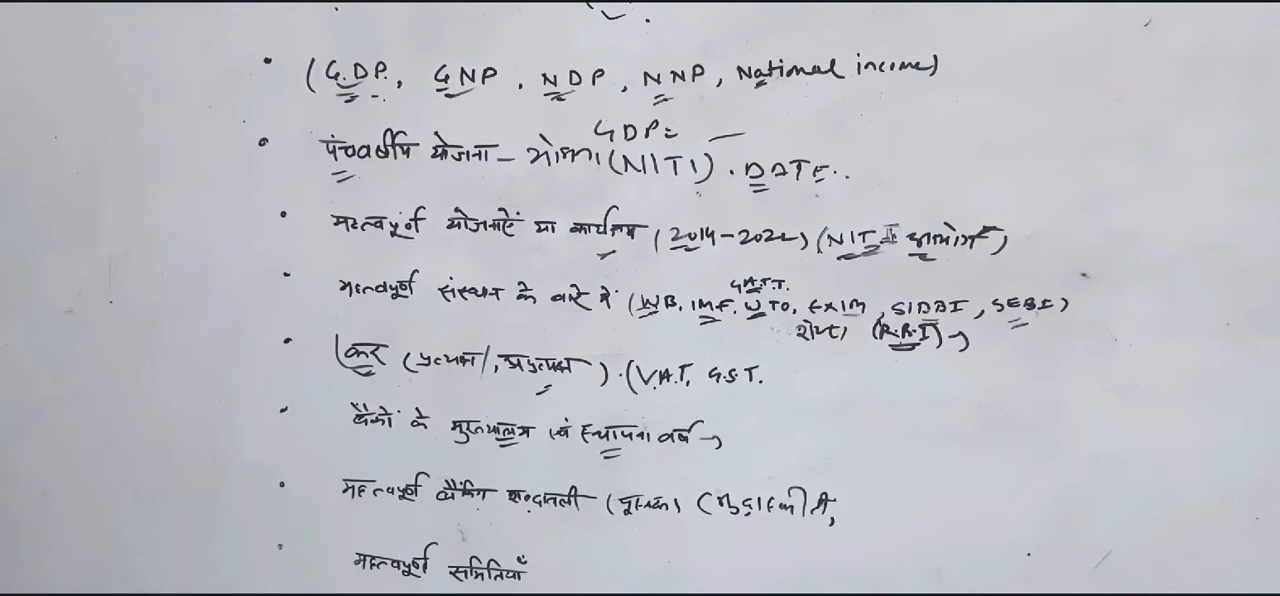 (G.D.P., GNP, NDP, NNP, National income)
GDP =
पंचवर्षीय योजना – (NITI). DATE..
महत्वपूर्ण योजनाएं या कार्यक्रम (2014-2022) (NITI आयोग)
G.A.T.T.
महत्वपूर्ण संस्थान के बारे में (WB, IMF, WTO, EXIM, SIDBI, SEBI)
(R.B.I) →
(कर (प्रत्यक्ष/, अप्रत्यक्ष). (V.A.T, G.S.T.
बैंकों के मुख्यालय एवं स्थापना वर्ष →
महत्वपूर्ण बैंकिंग शब्दावली (मुद्रास्फीति,
महत्वपूर्ण समितियाँ